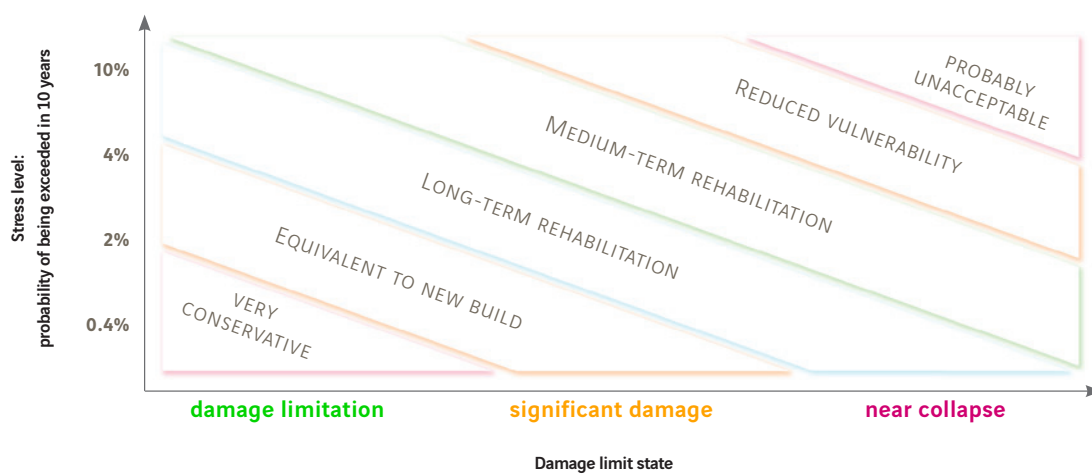 Stress level:
probability of being exceeded in 10 years
10%
4%
2%
0.4%
PROBABLY
UNACCEPTABLE
REDUCED VULNERABILITY
MEDIUM-TERM REHABILITATION
LONG-TERM REHABILITATION
EQUIVALENT TO NEW BUILD
VERY
CONSERVATIVE
damage limitation
significant damage
near collapse
Damage limit state